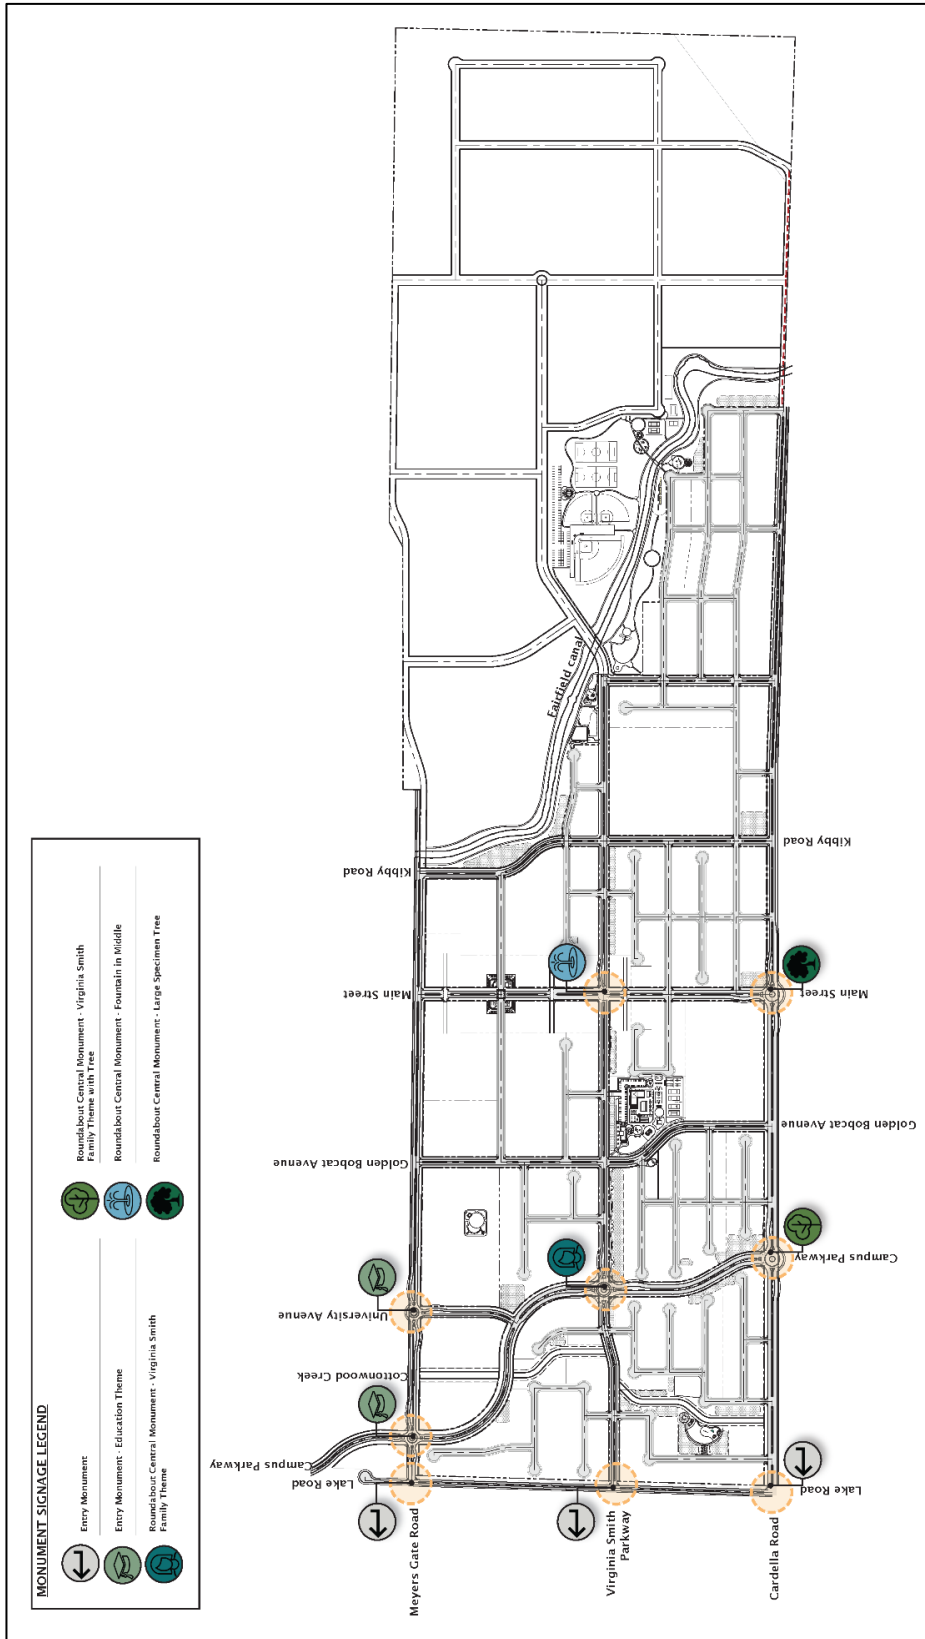 MONUMENT SIGNAGE LEGEND
Entry Monument
Entry Monument - Education Theme
Roundabout Central Monument - Virginia Smith
Family Theme
Roundabout Central Monument - Virginia Smith
Family Theme with Tree
Roundabout Central Monument - Fountain in Middle
Roundabout Central Monument - Large Specimen Tree
Fairfield canal
Kibby Road
Main Street
Golden Bobcat Avenue
University Avenue
Cottonwood Creek
Campus Parkway
Lake Road
Kibby Road
Main Street
Golden Bobcat Avenue
Campus Parkway
Lake Road
Meyers Gate Road
Virginia Smith
Parkway
Cardella Road